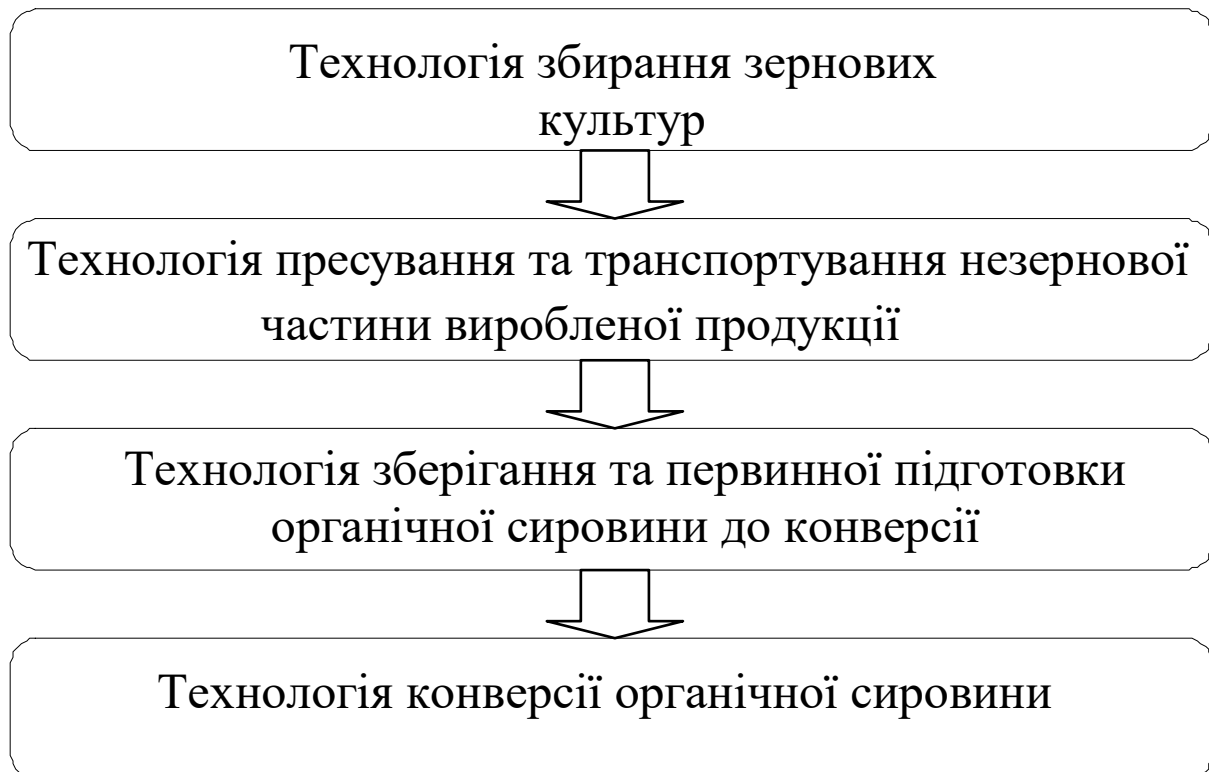 Технологія збирання зернових
культур
Технологія пресування та транспортування незернової
частини виробленої продукції
Технологія зберігання та первинної підготовки
органічної сировини до конверсії
Технологія конверсії органічної сировини